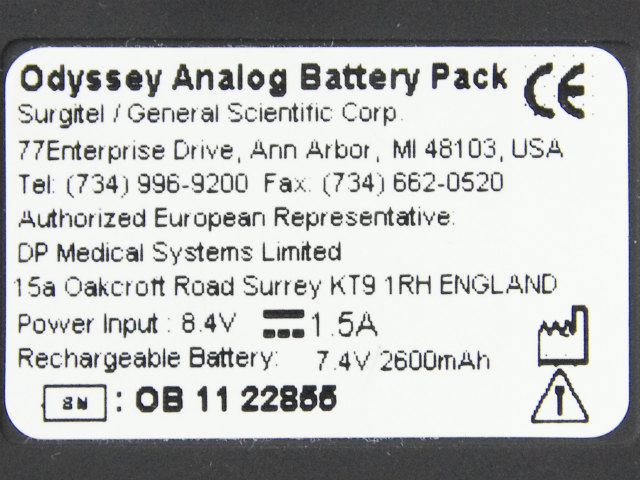 Odyssey Analog Battery Pack CE
Surgitel / General Scientific Corp.
77Enterprise Drive, Ann Arbor, MI 48103, USA
Tel: (734) 996-9200 Fax: (734) 662-0520
Authorized European Representative:
DP Medical Systems Limited
15a Oakcroft Road Surrey KT9 1RH ENGLAND
Power Input : 8.4V 1.5A
Rechargeable Battery: 7.4V 2600mAh
SN : OB 11 22855